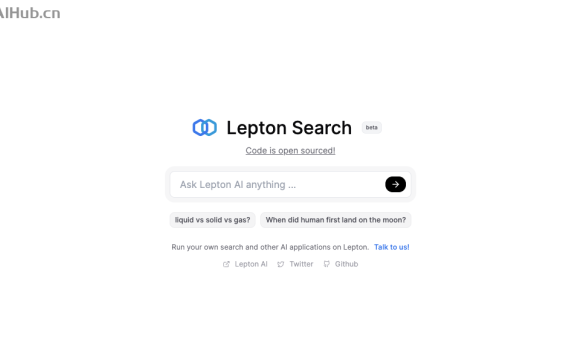 AIHub.cn
Lepton Search beta
Code is open sourced!
Ask Lepton AI anything ...
liquid vs solid vs gas? When did human first land on the moon?
Run your own search and other AI applications on Lepton. Talk to us!
Lepton AI Twitter Github